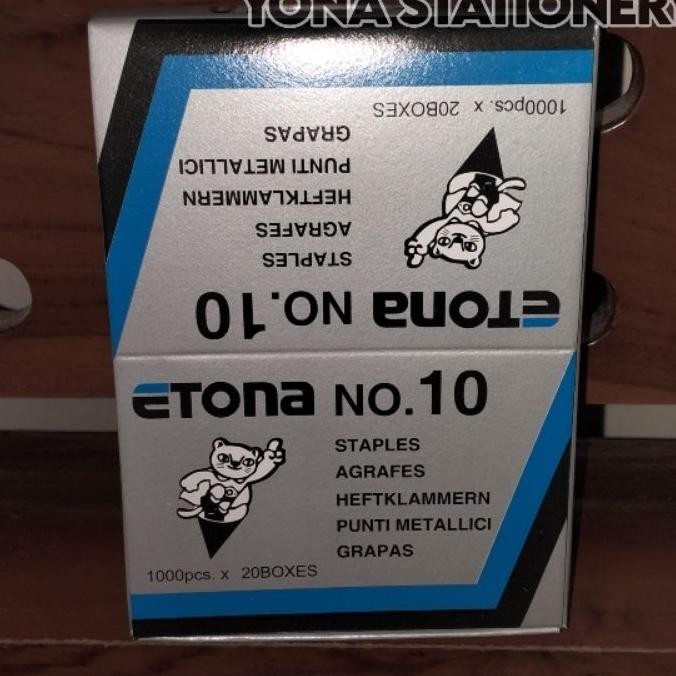 YONA STATIONERY
1000pcs. x 20BOXES
GRAPAS
PUNTI METALLICI
HEFTKLAMMERN
AGRAFES
STAPLES
ETONA NO.10
ETONA NO.10
STAPLES
AGRAFES
HEFTKLAMMERN
PUNTI METALLICI
GRAPAS
1000pcs. x 20BOXES